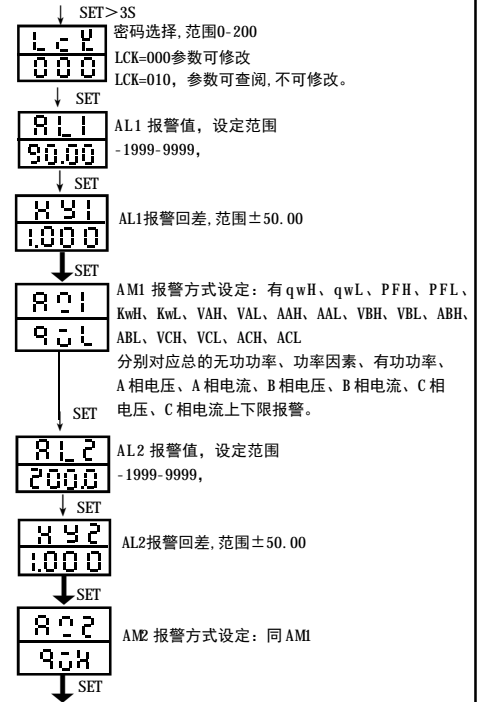 SET>3S
LcK
000
密码选择,范围0-200
LCK=000参数可修改
LCK=010，参数可查阅,不可修改。
SET
AL1
90.00
AL1 报警值，设定范围
-1999-9999,
SET
HY1
1.000
AL1报警回差,范围±50.00
SET
AM1
qwL
AM1 报警方式设定：有qwH、qwL、PFH、PFL、
KwH、KwL、VAH、VAL、AAH、AAL、VBH、VBL、ABH、
ABL、VCH、VCL、ACH、ACL
分别对应总的无功功率、功率因素、有功功率、
A相电压、A相电流、B相电压、B相电流、C相
电压、C相电流上下限报警。
SET
AL2
200.0
AL2 报警值，设定范围
-1999-9999,
SET
HY2
1.000
AL2报警回差,范围±50.00
SET
AM2
qwH
AM2 报警方式设定：同AM1
SET